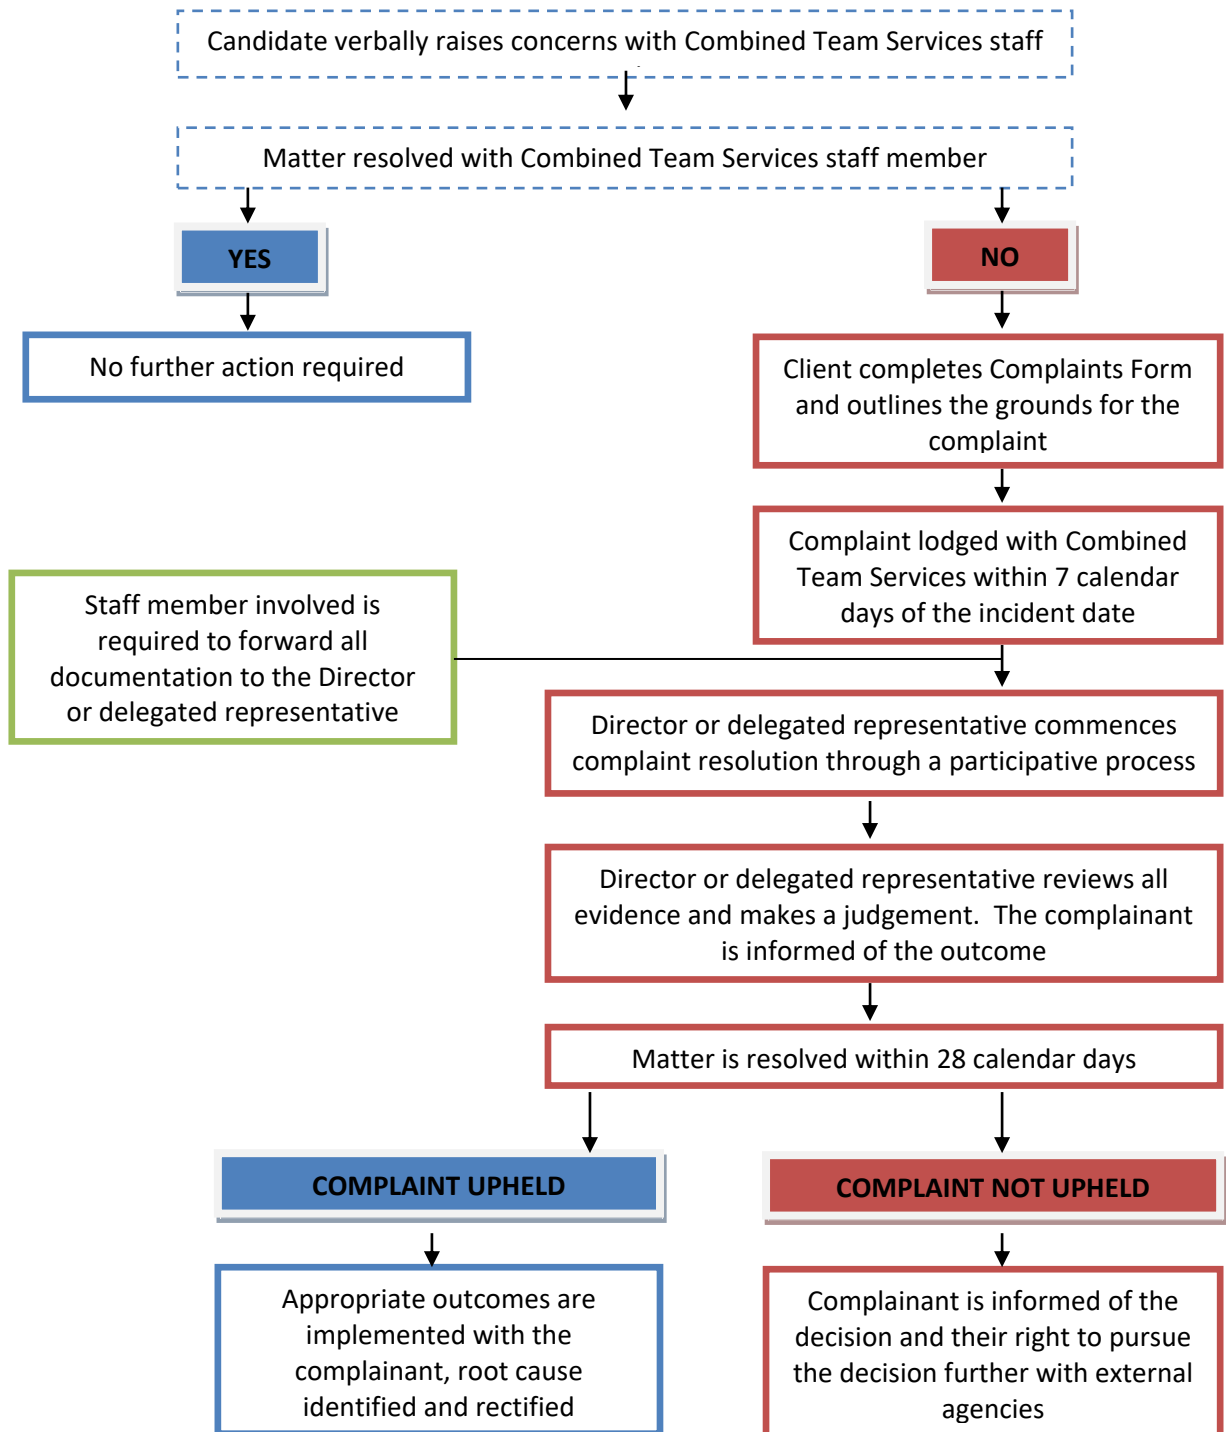 Candidate verbally raises concerns with Combined Team Services staff
Matter resolved with Combined Team Services staff member
YES
NO
No further action required
Client completes Complaints Form
and outlines the grounds for the
complaint
Complaint lodged with Combined
Team Services within 7 calendar
days of the incident date
Staff member involved is
required to forward all
documentation to the Director
or delegated representative
Director or delegated representative commences
complaint resolution through a participative process
Director or delegated representative reviews all
evidence and makes a judgement.  The complainant
is informed of the outcome
Matter is resolved within 28 calendar days
COMPLAINT UPHELD
COMPLAINT NOT UPHELD
Appropriate outcomes are
implemented with the
complainant, root cause
identified and rectified
Complainant is informed of the
decision and their right to pursue
the decision further with external
agencies